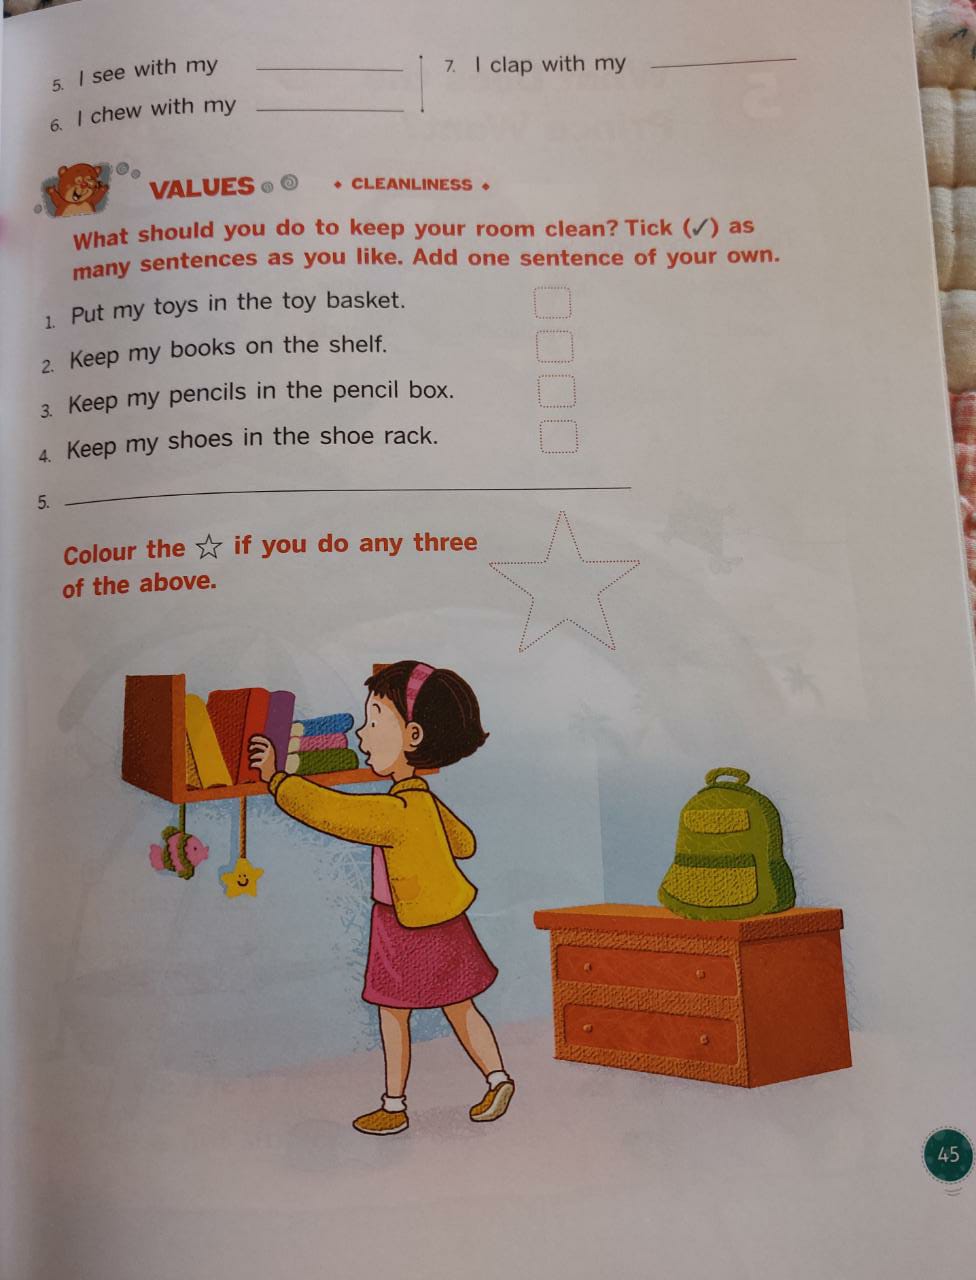 5. I see with my
6. I chew with my
7. I clap with my
VALUES
• CLEANLINESS •
What should you do to keep your room clean? Tick (✓) as
many sentences as you like. Add one sentence of your own.
1. Put my toys in the toy basket.
2. Keep my books on the shelf.
3. Keep my pencils in the pencil box.
4. Keep my shoes in the shoe rack.
5.
Colour the ☆ if you do any three
of the above.
45